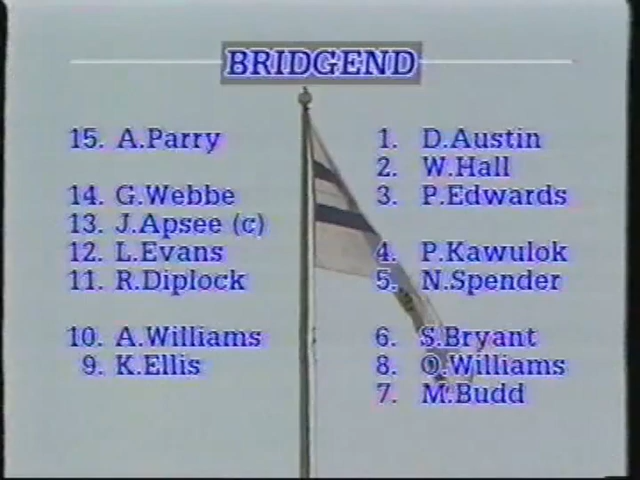 BRIDGEND
15. A.Parry
14. G.Webbe
13. J.Apsee (c)
12. L.Evans
11. R.Diplock
10. A.Williams
9. K.Ellis
1. D.Austin
2. W.Hall
3. P.Edwards
4. P.Kawulok
5. N.Spender
6. S.Bryant
8. O.Williams
7. M.Budd